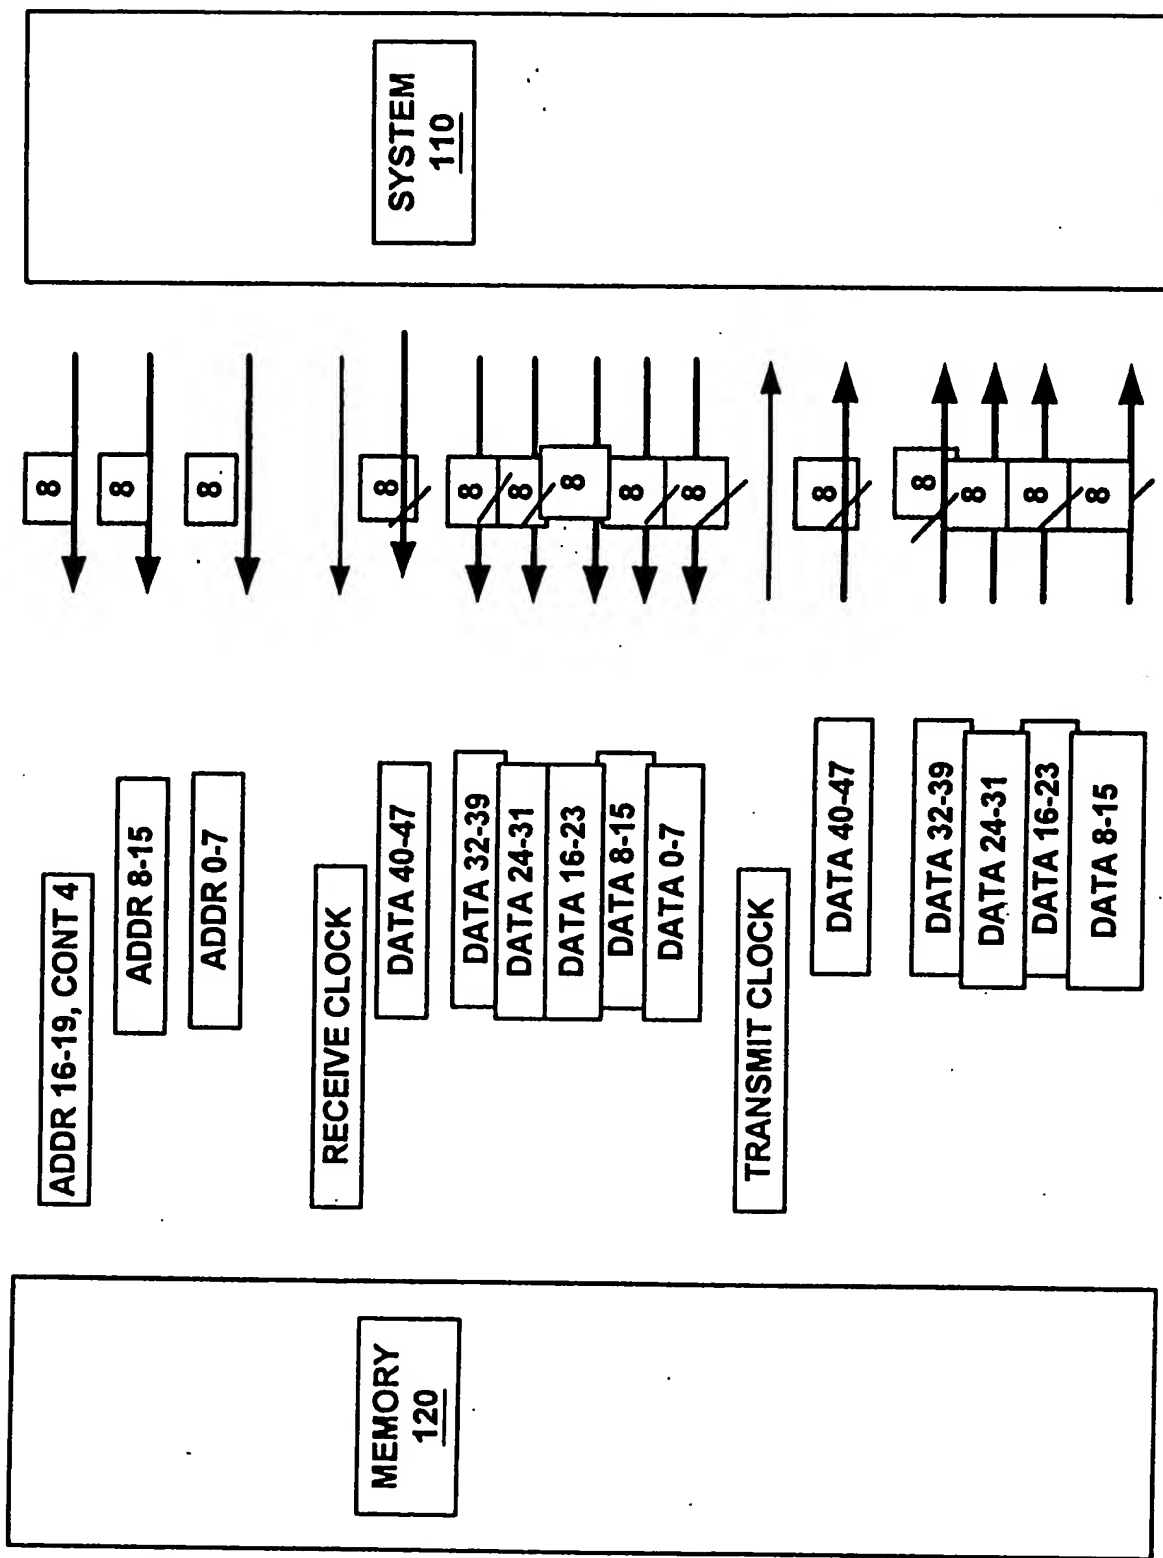 MEMORY
120
ADDR 16-19, CONT 4
ADDR 8-15
ADDR 0-7
RECEIVE CLOCK
DATA 40-47
DATA 32-39
DATA 24-31
DATA 16-23
DATA 8-15
DATA 0-7
TRANSMIT CLOCK
DATA 40-47
DATA 32-39
DATA 24-31
DATA 16-23
DATA 8-15
8
8
8
8
8
8
8
8
8
8
8
8
8
8
SYSTEM
110